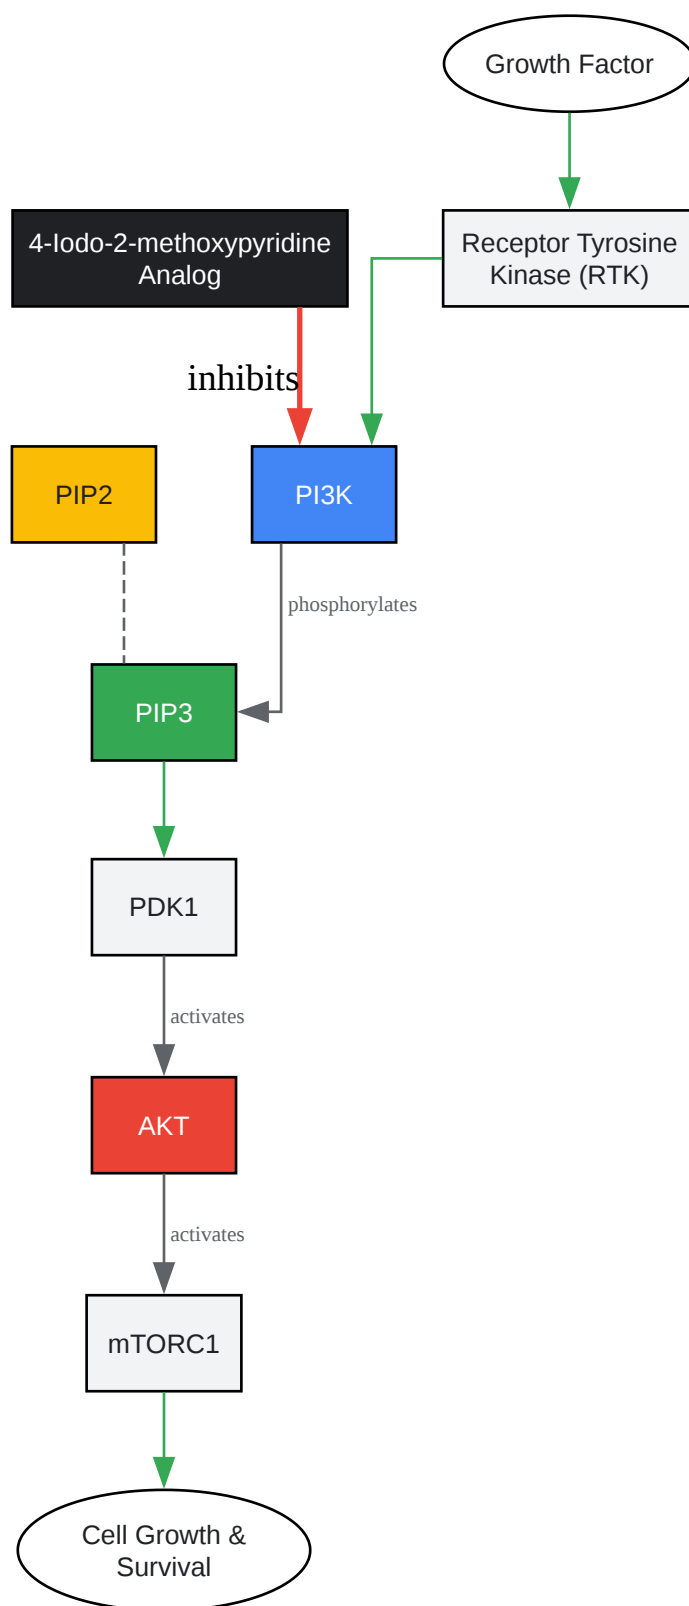 Growth Factor
4-Iodo-2-methoxypyridine
Analog
Receptor Tyrosine
Kinase (RTK)
inhibits
PIP2
PI3K
phosphorylates
PIP3
PDK1
activates
AKT
activates
mTORC1
Cell Growth &
Survival